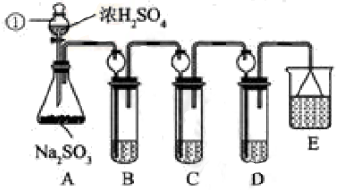 ① 浓H₂SO₄
Na₂SO₃
A B C D E